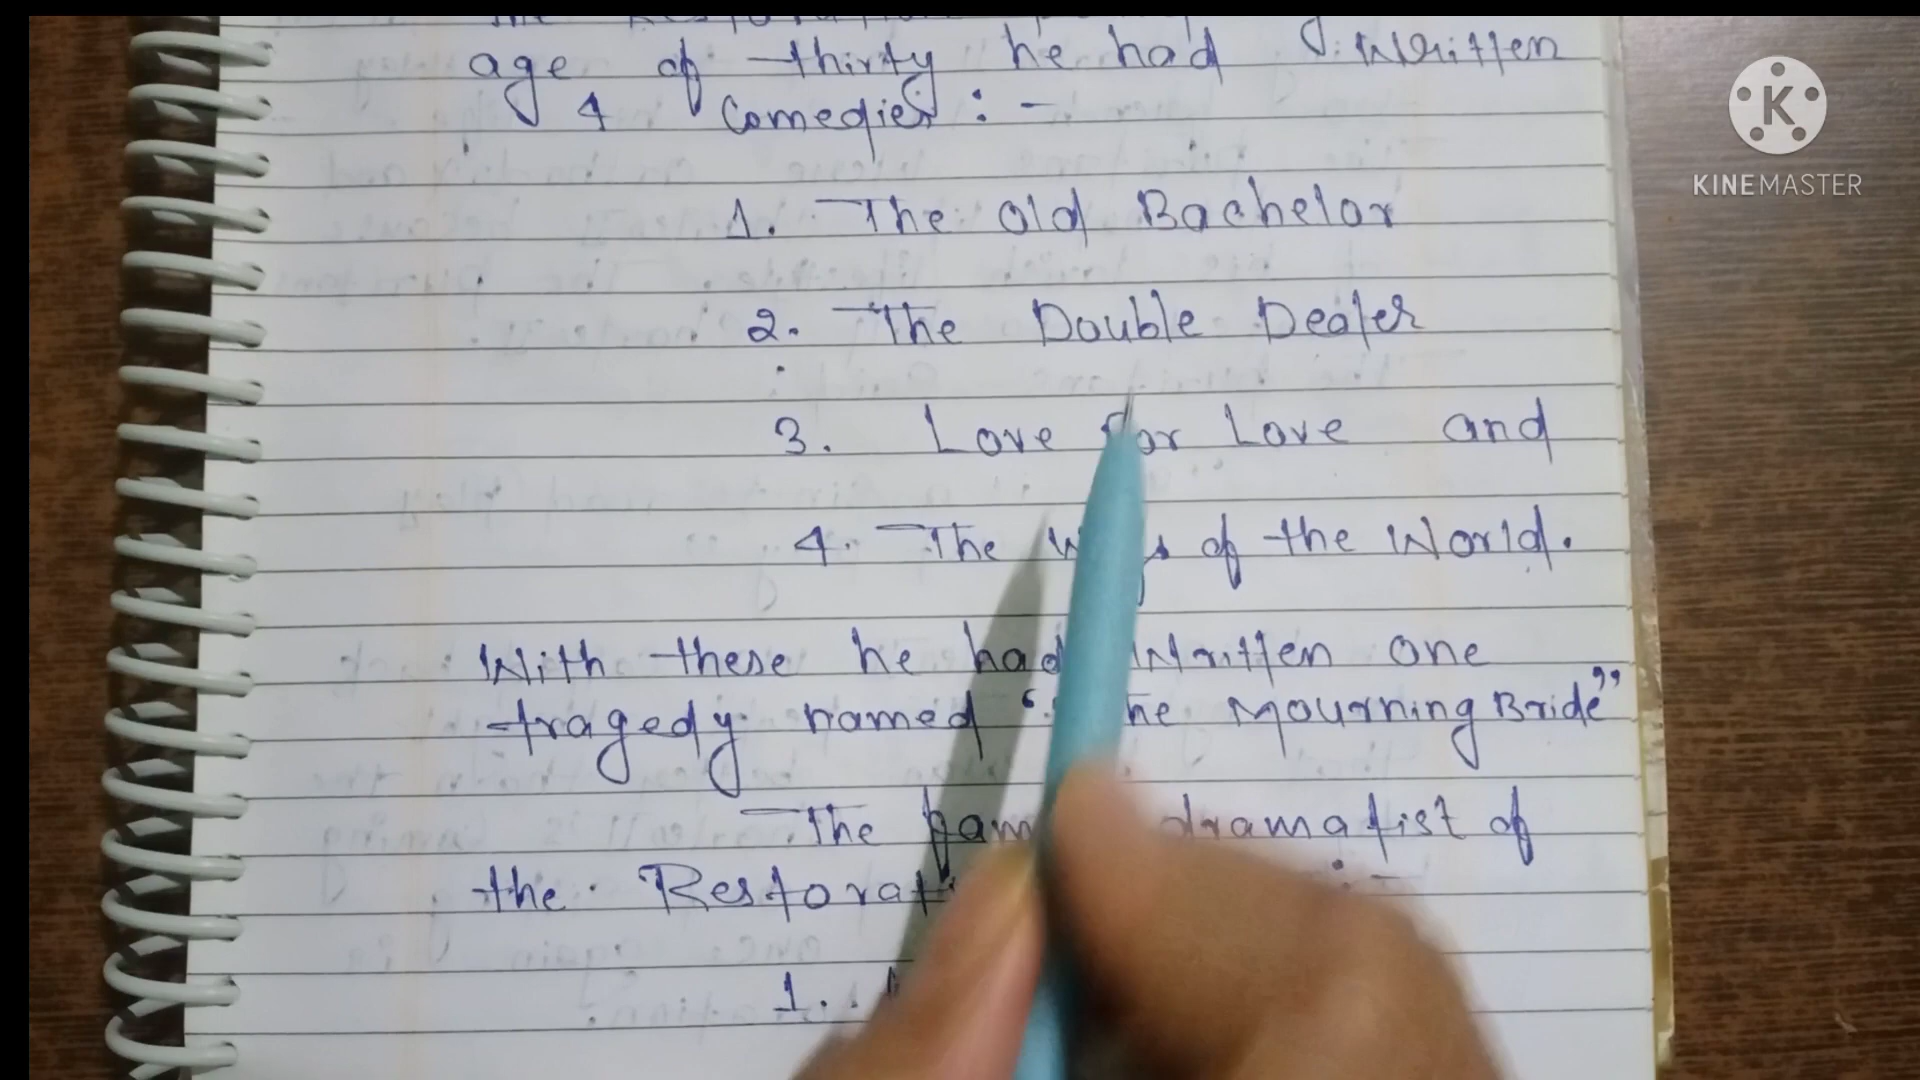 the Restoration
age of thirty he had written
4 Comedies : -
1. The Old Bachelor
2. The Double Dealer
3. Love for Love and
4. The of the World.
With these he had written one
tragedy named " Mourning Bride"
The dramatist of
the
1.
K
KINEMASTER